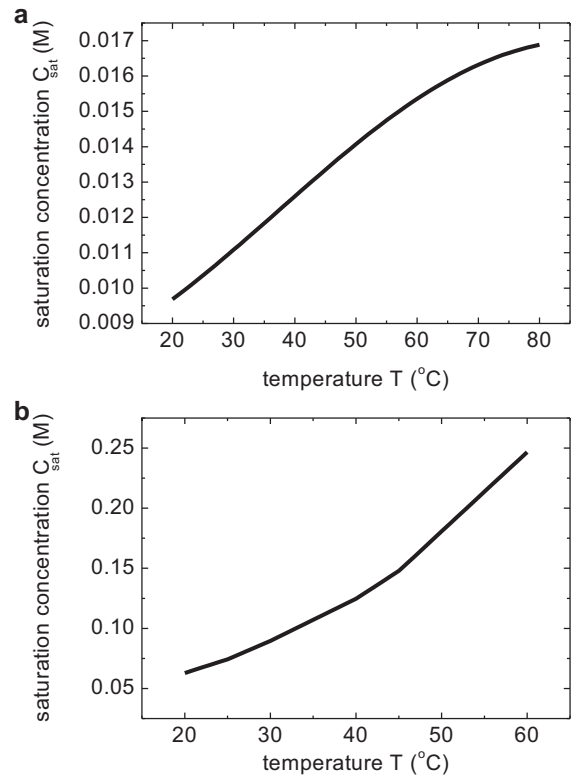 a
saturation concentration Csat (M)
0.017
0.016
0.015
0.014
0.013
0.012
0.011
0.010
0.009
20 30 40 50 60 70 80
temperature T (°C)
b
saturation concentration Csat (M)
0.25
0.20
0.15
0.10
0.05
20 30 40 50 60
temperature T (°C)